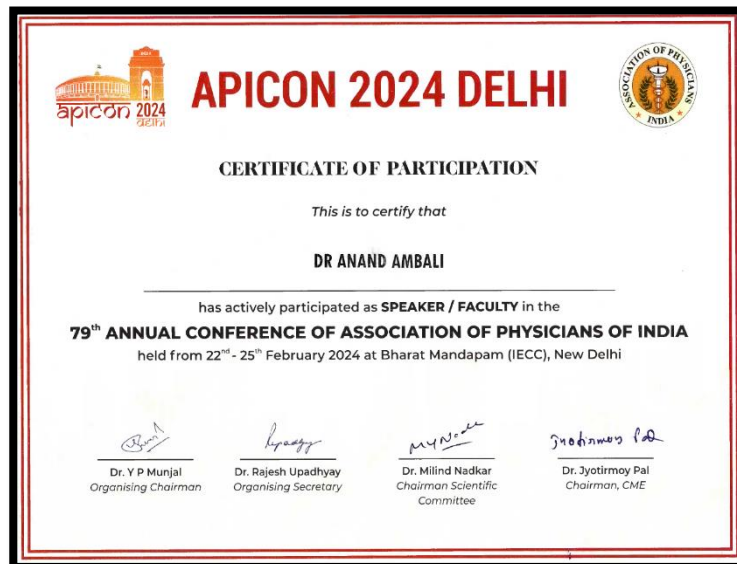 apicon 2024
delhi
APICON 2024 DELHI
ASSOCIATION OF PHYSICIANS
INDIA
CERTIFICATE OF PARTICIPATION
This is to certify that
DR ANAND AMBALI
has actively participated as SPEAKER / FACULTY in the
79th ANNUAL CONFERENCE OF ASSOCIATION OF PHYSICIANS OF INDIA
held from 22nd - 25th February 2024 at Bharat Mandapam (IECC), New Delhi
Jyotirmoy Pal
Dr. Y P Munjal
Organising Chairman
Dr. Rajesh Upadhyay
Organising Secretary
Dr. Milind Nadkar
Chairman Scientific
Committee
Dr. Jyotirmoy Pal
Chairman, CME